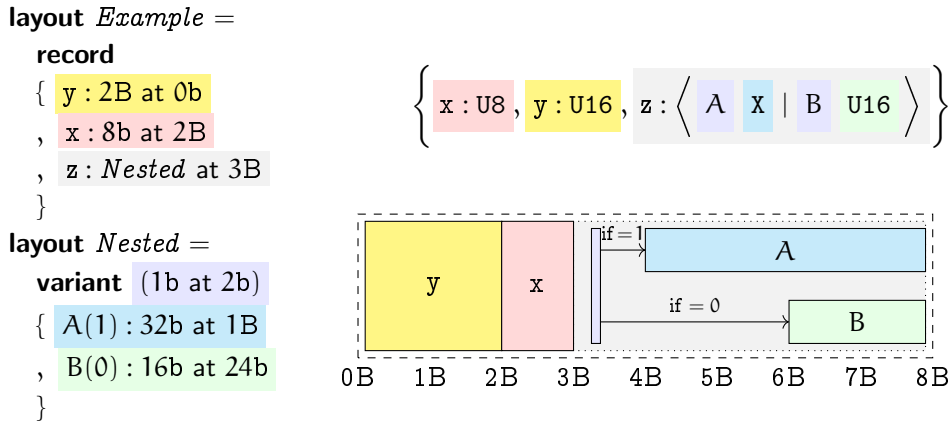 layout Example =
record
{ y : 2B at 0b
, x : 8b at 2B
, z : Nested at 3B
}
layout Nested =
variant (1b at 2b)
{ A(1) : 32b at 1B
, B(0) : 16b at 24b
}
{ x : U8 , y : U16 , z : ⟨ A X | B U16 ⟩ }
if = 1
A
y x
if = 0
B
0B 1B 2B 3B 4B 5B 6B 7B 8B